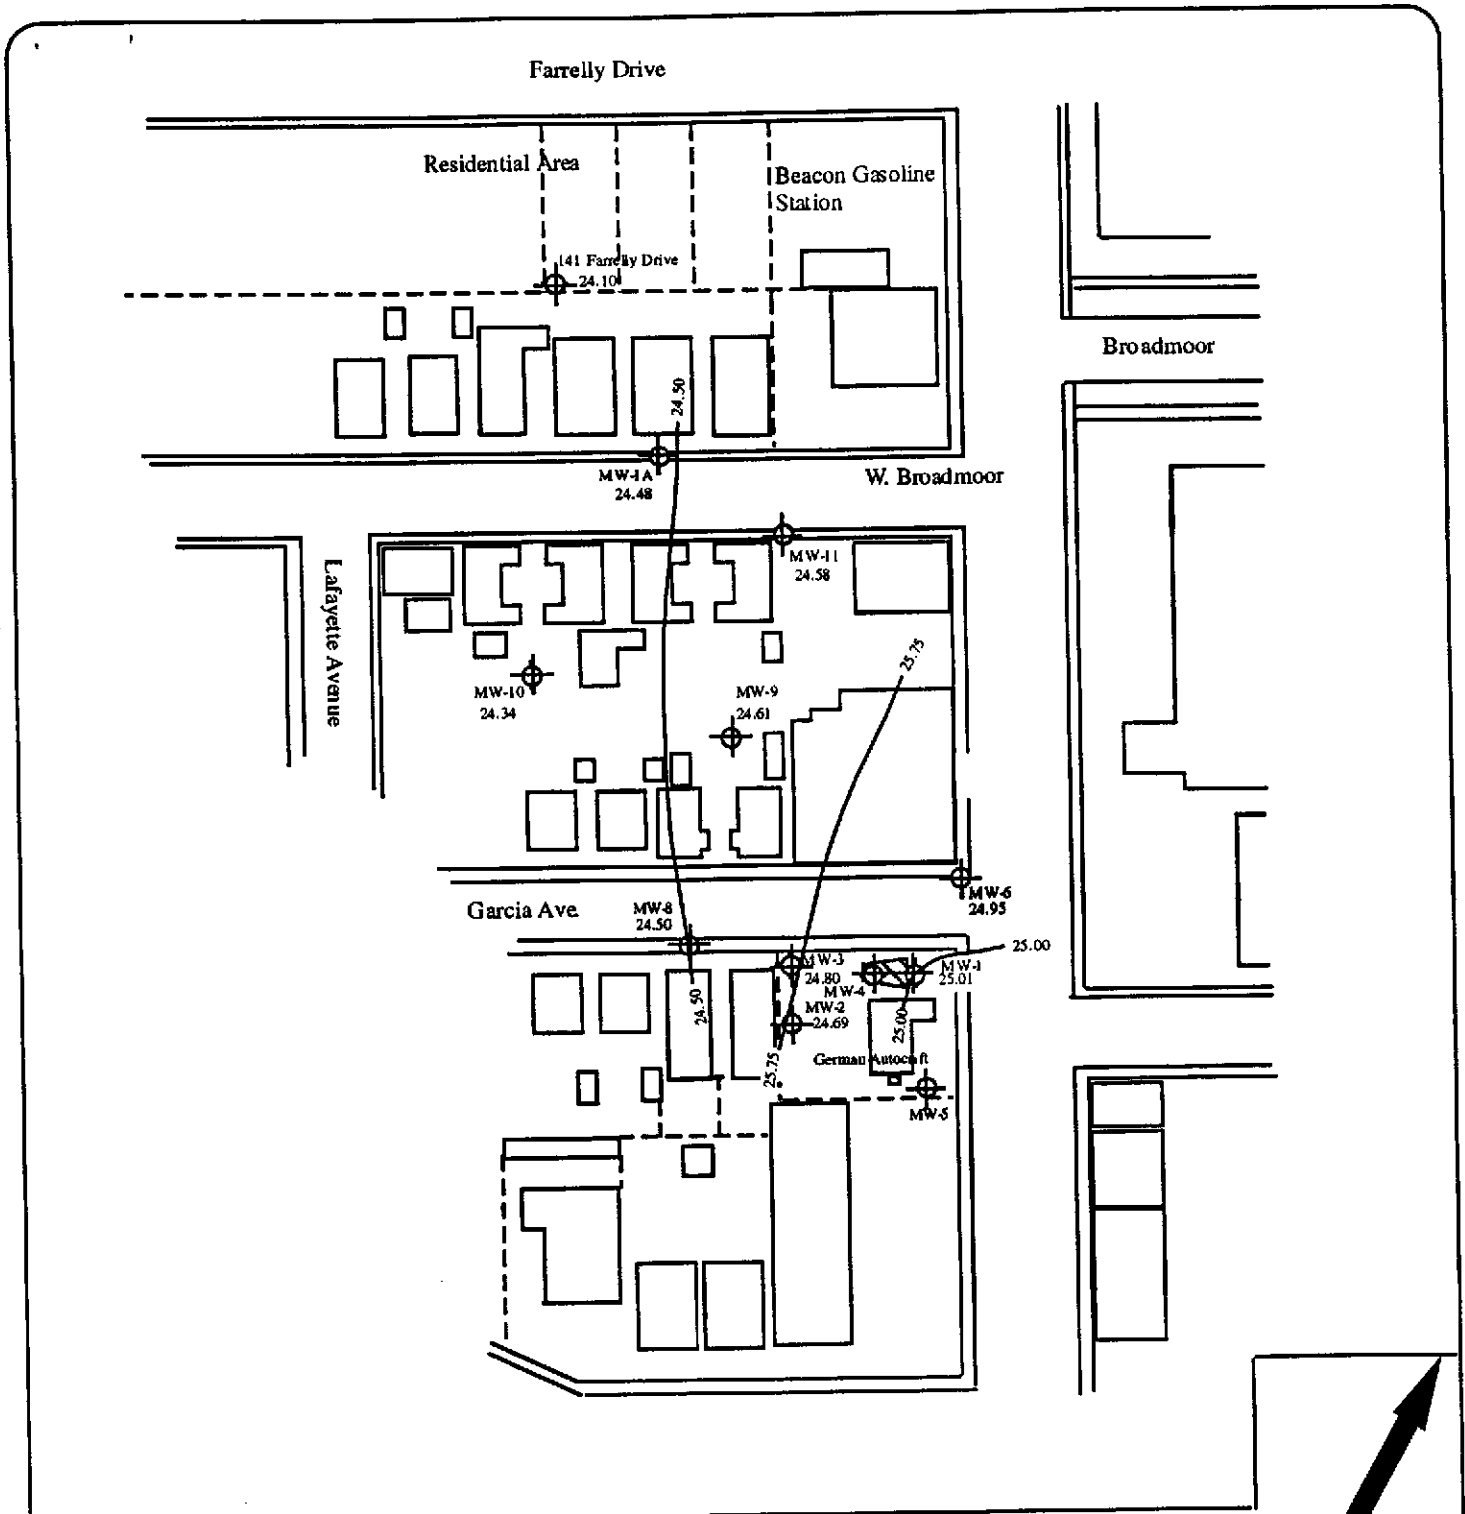 Farrelly Drive
Residential Area
Beacon Gasoline
Station
141 Farrelly Drive
24.10
Broadmoor
24.50
MW-1A
24.48
W. Broadmoor
MW-11
24.58
Lafayette Avenue
25.75
MW-10
24.34
MW-9
24.61
MW-6
24.95
Garcia Ave
MW-8
24.50
25.00
MW-3
24.80
MW-1
25.01
MW-4
24.50
MW-2
24.69
25.00
German Autocraft
25.75
MW-5